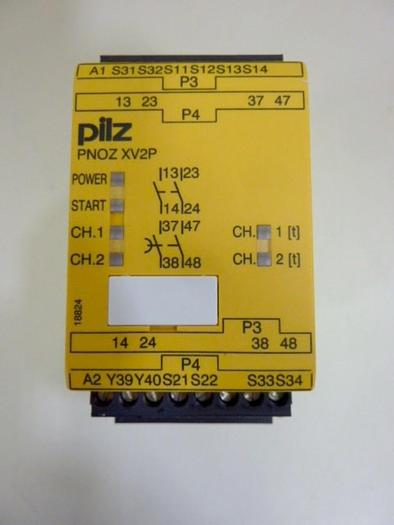 A1 S31 S32 S11 S12 S13 S14
P3
13 23 37 47
P4
pilz
PNOZ XV2P
POWER 13 23
START 14 24
CH.1 37 47 CH. 1 [t]
CH.2 38 48 CH. 2 [t]
18824
P3
14 24 38 48
P4
A2 Y39 Y40 S21 S22 S33 S34